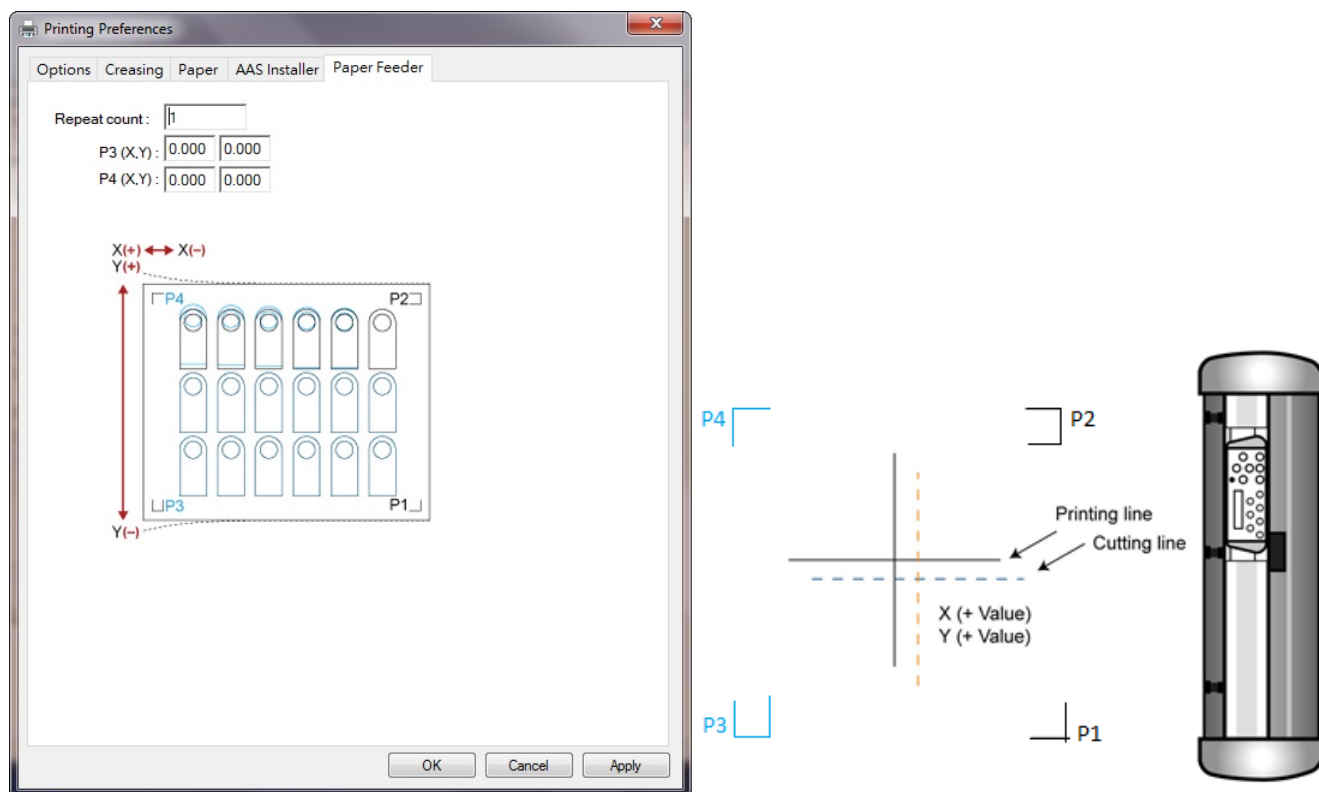 Printing Preferences
Options Creasing Paper AAS Installer Paper Feeder
Repeat count : 1
P3 (X,Y) : 0.000 0.000
P4 (X,Y) : 0.000 0.000
X(+) X(–)
Y(+)
P4 P2
P3 P1
Y(–)
OK Cancel Apply
P4 P2
Printing line
Cutting line
X (+ Value)
Y (+ Value)
P3 P1